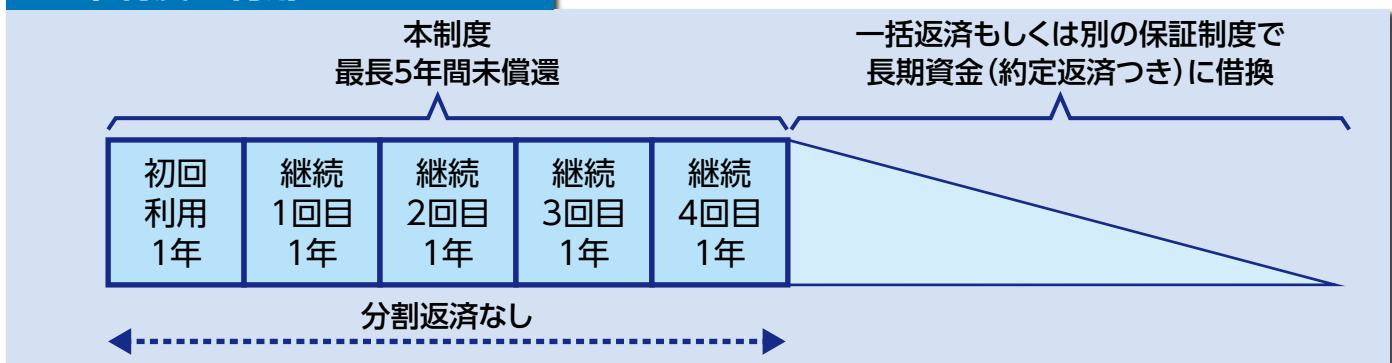 本制度
最長5年間未償還
一括返済もしくは別の保証制度で
長期資金(約定返済つき)に借換
初回
利用
1年
継続
1回目
1年
継続
2回目
1年
継続
3回目
1年
継続
4回目
1年
分割返済なし